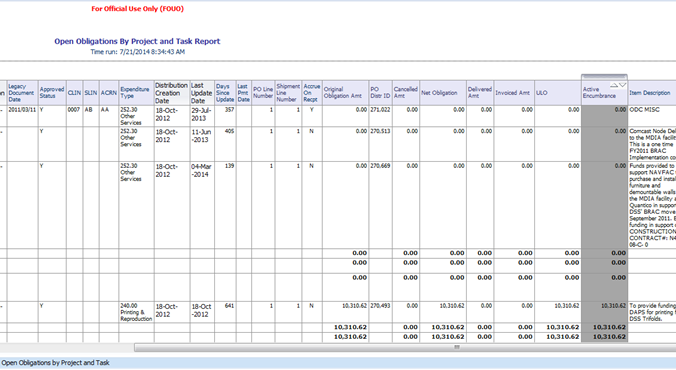 For Official Use Only (FOUO)
Open Obligations By Project and Task Report
Time run: 7/21/2014 8:34:43 AM
Legacy Document Date Approved Status CLIN SLIN ACRN Expenditure Type Distribution Creation Date Last Update Date Days Since Update Last Pmt Date PO Line Number Shipment Line Number Accrue On Recpt Original Obligation Amt PO Distr ID Cancelled Amt Net Obligation Delivered Amt Invoiced Amt ULO Active Encumbrance Item Description
2011/03/11 Y 0007 AB AA 252.30 Other Services 18-Oct-2012 29-Jul-2013 357 1 1 Y 0.00 271,022 0.00 0.00 0.00 0.00 0.00 0.00 ODC MISC
Y 252.30 Other Services 18-Oct-2012 11-Jun-2013 405 1 1 N 0.00 270,513 0.00 0.00 0.00 0.00 0.00 0.00 Comcast Node Del
to the MDIA facility
This is a one time
FY2011 BRAC
Implementation co
Y 252.30 Other Services 18-Oct-2012 04-Mar-2014 139 1 1 N 0.00 270,669 0.00 0.00 0.00 0.00 0.00 0.00 Funds provided to
support NAVFAC
purchase and instal
furniture and
demountable walls
the MDIA facility a
Quantico in support
DSS' BRAC move
September 2011.
funding in support
CONSTRUCTION
CONTRACT#: N4
08-C- 0
0.00 0.00 0.00 0.00 0.00 0.00 0.00
0.00 0.00 0.00 0.00 0.00 0.00 0.00
0.00 0.00 0.00 0.00 0.00 0.00 0.00
Y 240.00 Printing & Reproduction 18-Oct-2012 18-Oct-2012 641 1 1 N 10,310.62 270,493 0.00 10,310.62 0.00 0.00 10,310.62 10,310.62 To provide funding
DAPS for printing f
DSS Trifolds.
10,310.62 0.00 10,310.62 0.00 0.00 10,310.62 10,310.62
10,310.62 0.00 10,310.62 0.00 0.00 10,310.62 10,310.62
Open Obligations by Project and Task